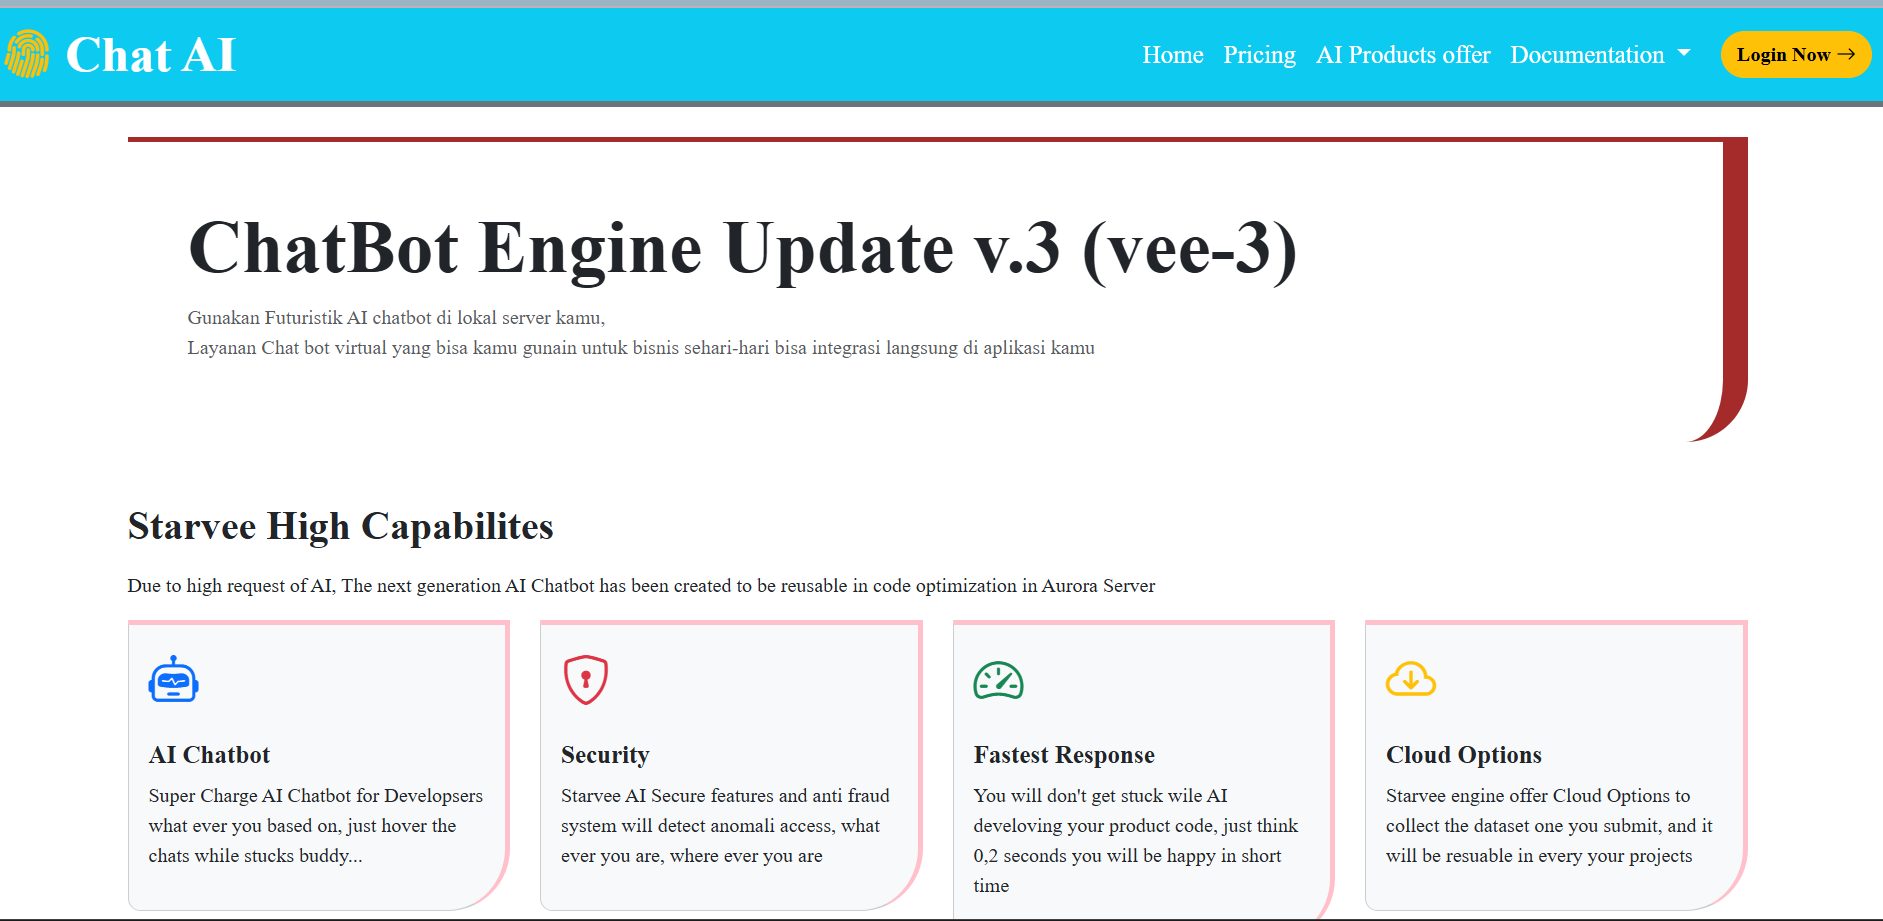 Chat AI
Home Pricing AI Products offer Documentation
Login Now
ChatBot Engine Update v.3 (vee-3)
Gunakan Futuristik AI chatbot di lokal server kamu,
Layanan Chat bot virtual yang bisa kamu gunain untuk bisnis sehari-hari bisa integrasi langsung di aplikasi kamu
Starvee High Capabilites
Due to high request of AI, The next generation AI Chatbot has been created to be reusable in code optimization in Aurora Server
AI Chatbot
Super Charge AI Chatbot for Developsers
what ever you based on, just hover the
chats while stucks buddy...
Security
Starvee AI Secure features and anti fraud
system will detect anomali access, what
ever you are, where ever you are
Fastest Response
You will don't get stuck wile AI
develoving your product code, just think
0,2 seconds you will be happy in short
time
Cloud Options
Starvee engine offer Cloud Options to
collect the dataset one you submit, and it
will be resuable in every your projects